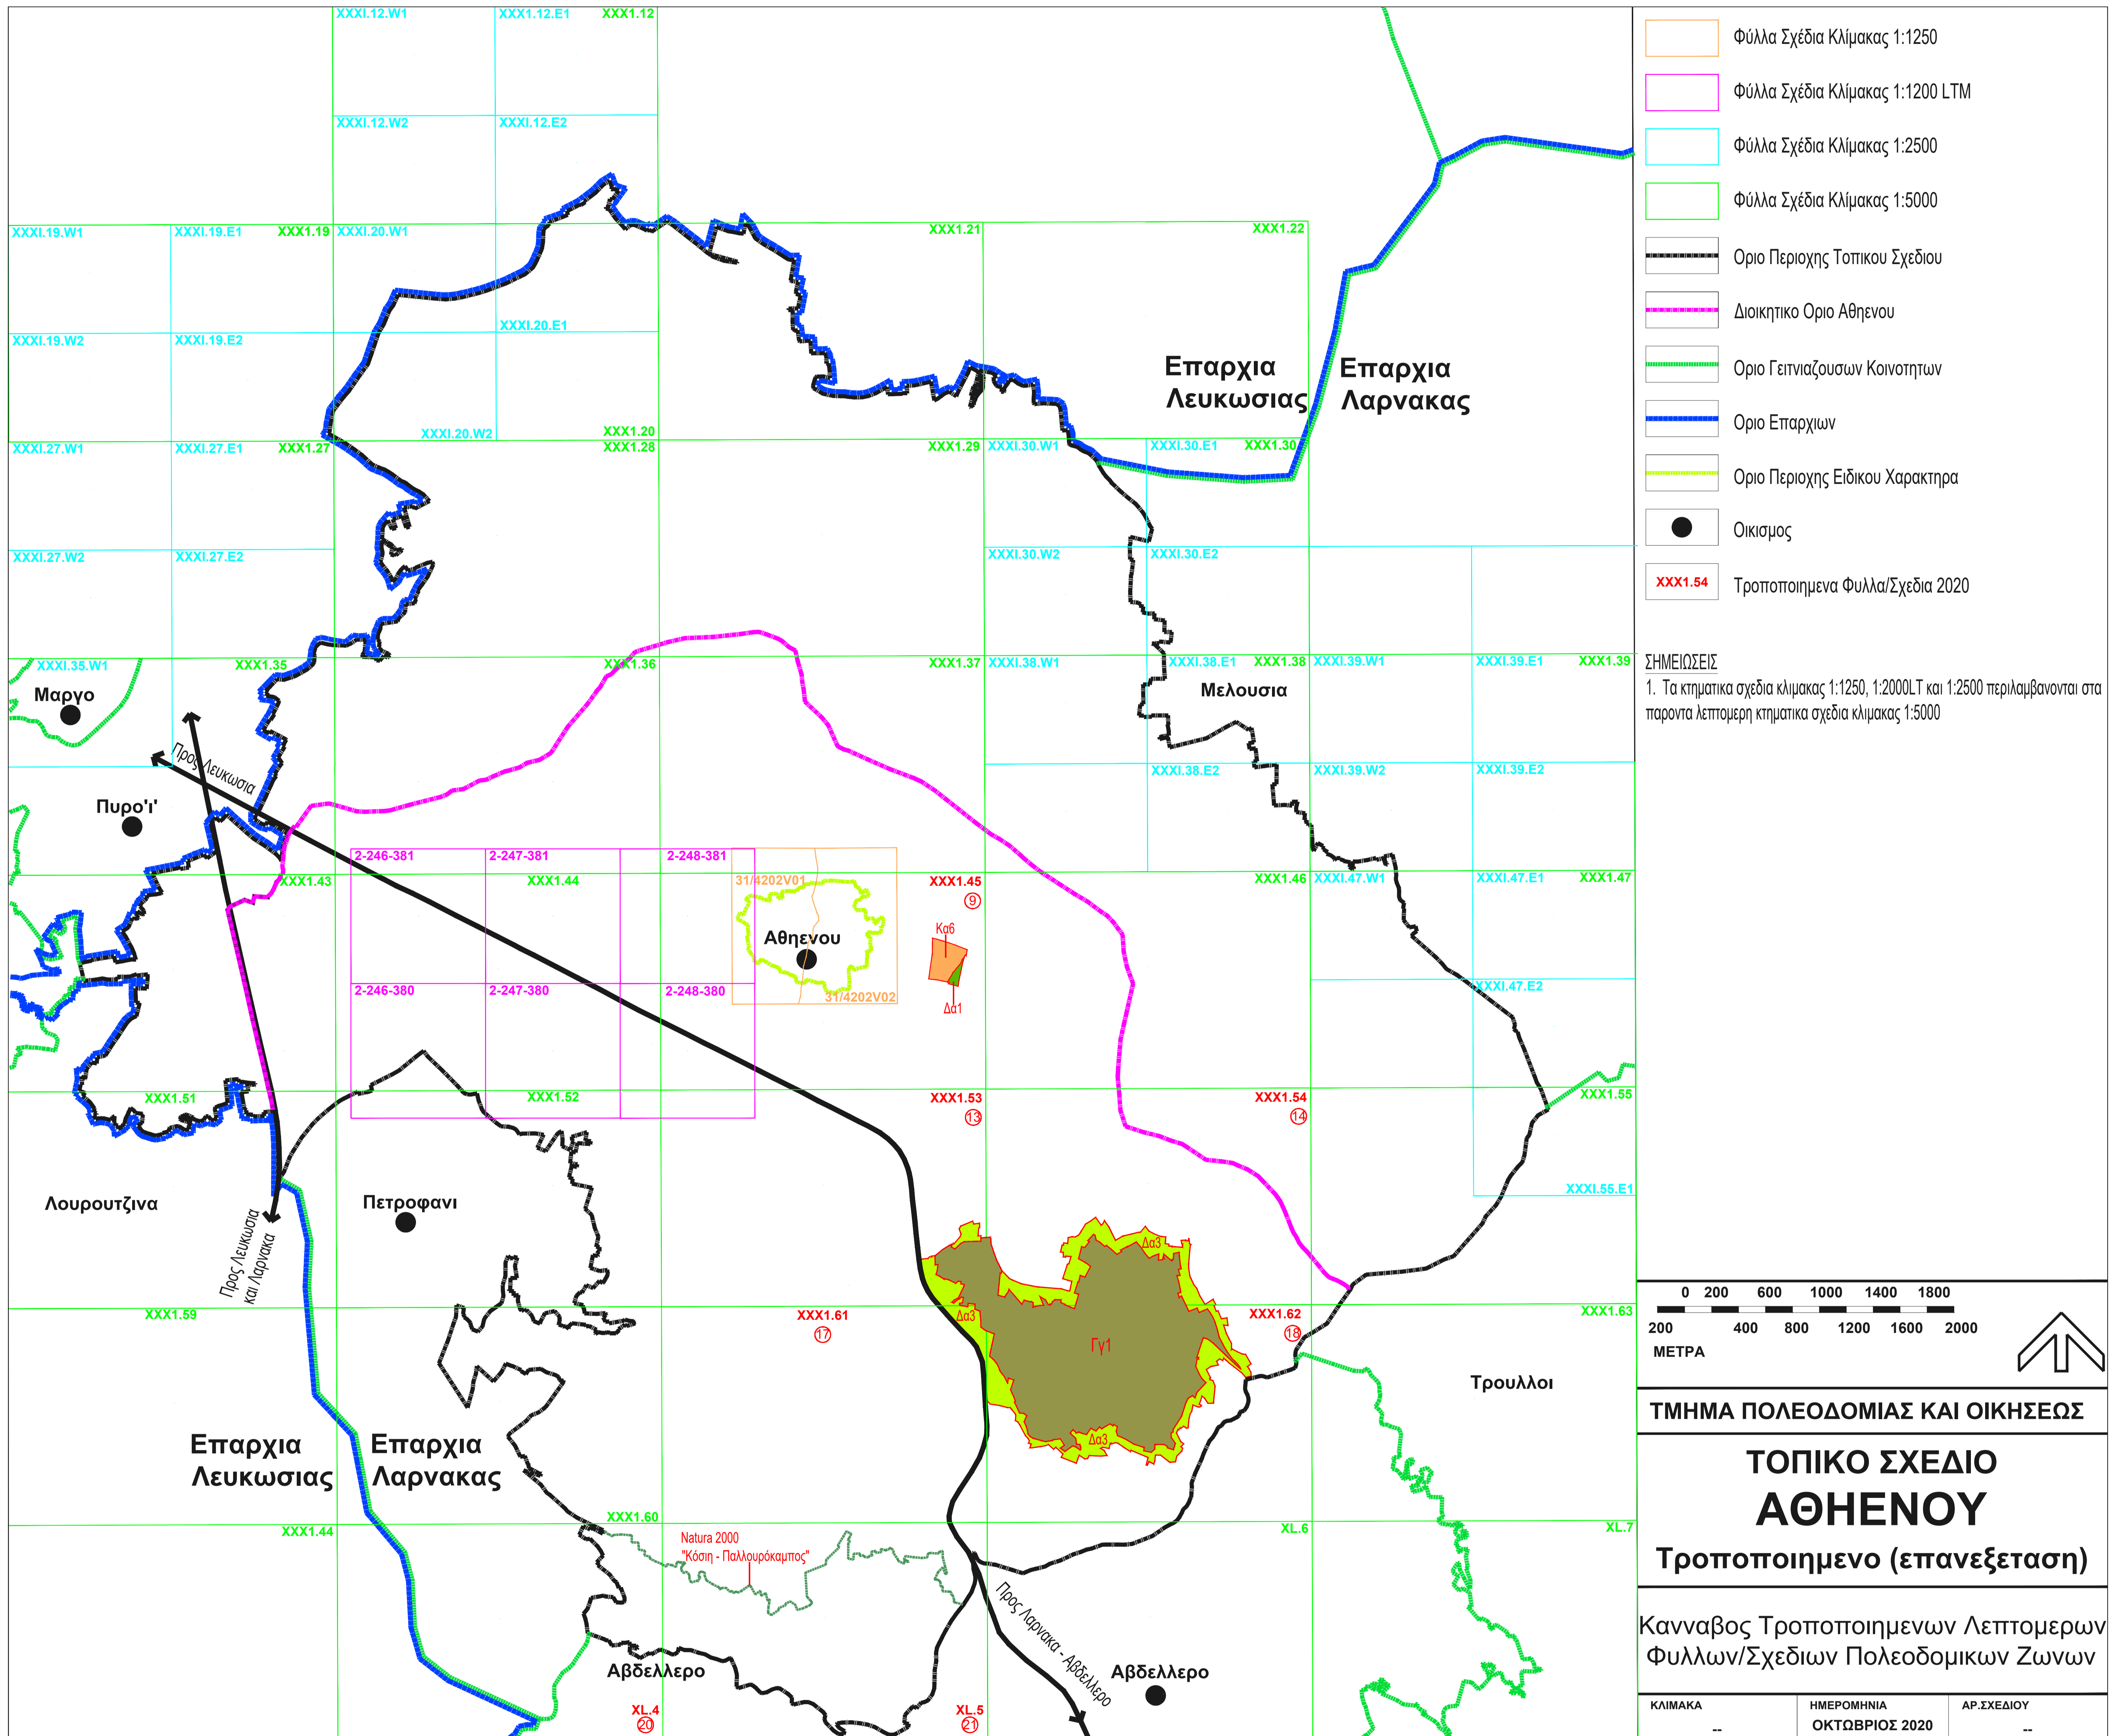 XXXI.12.W1
XXX1.12.E1
XXX1.12
XXXI.12.W2
XXXI.12.E2
XXXI.19.W1
XXXI.19.E1
XXX1.19
XXXI.20.W1
XXX1.21
XXX1.22
XXXI.19.W2
XXXI.19.E2
XXXI.20.E1
Επαρχια
Λευκωσιας
Επαρχια
Λαρνακας
XXXI.20.W2
XXX1.20
XXXI.27.W1
XXXI.27.E1
XXX1.27
XXX1.28
XXX1.29
XXXI.30.W1
XXXI.30.E1
XXX1.30
XXXI.27.W2
XXXI.27.E2
XXXI.30.W2
XXXI.30.E2
XXXI.35.W1
XXX1.35
XXX1.36
XXX1.37
XXXI.38.W1
XXXI.38.E1
XXX1.38
XXXI.39.W1
XXXI.39.E1
XXX1.39
Μαργο
Μελουσια
Προς Λευκωσια
XXXI.38.E2
XXXI.39.W2
XXXI.39.E2
Πυρο'ι'
2-246-381
2-247-381
2-248-381
XXX1.43
XXX1.44
31/4202V01
XXX1.45
9
XXX1.46
XXXI.47.W1
XXXI.47.E1
XXX1.47
Κα6
Αθηενου
2-246-380
2-247-380
2-248-380
31/4202V02
Δα1
XXXI.47.E2
XXX1.51
XXX1.52
XXX1.53
13
XXX1.54
14
XXX1.55
Λουρουτζινα
Πετροφανι
XXXI.55.E1
Προς Λευκωσια
και Λαρνακα
Δα3
XXX1.59
XXX1.61
17
Δα3
XXX1.62
18
XXX1.63
Γγ1
Τρουλλοι
Δα3
Επαρχια
Λευκωσιας
Επαρχια
Λαρνακας
XXX1.44
XXX1.60
XL.6
XL.7
Natura 2000
"Κόσιη - Παλλουρόκαμπος"
Προς Λαρνακα - Αβδελλερο
Αβδελλερο
Αβδελλερο
XL.4
20
XL.5
21
Φύλλα Σχέδια Κλίμακας 1:1250
Φύλλα Σχέδια Κλίμακας 1:1200 LTM
Φύλλα Σχέδια Κλίμακας 1:2500
Φύλλα Σχέδια Κλίμακας 1:5000
Οριο Περιοχης Τοπικου Σχεδιου
Διοικητικο Οριο Αθηενου
Οριο Γειτνιαζουσων Κοινοτητων
Οριο Επαρχιων
Οριο Περιοχης Ειδικου Χαρακτηρα
Οικισμος
XXX1.54 Τροποποιημενα Φυλλα/Σχεδια 2020
ΣΗΜΕΙΩΣΕΙΣ
1. Τα κτηματικα σχεδια κλιμακας 1:1250, 1:2000LT και 1:2500 περιλαμβανονται στα
παροντα λεπτομερη κτηματικα σχεδια κλιμακας 1:5000
0 200 600 1000 1400 1800
200 400 800 1200 1600 2000
ΜΕΤΡΑ
ΤΜΗΜΑ ΠΟΛΕΟΔΟΜΙΑΣ ΚΑΙ ΟΙΚΗΣΕΩΣ
ΤΟΠΙΚΟ ΣΧΕΔΙΟ
ΑΘΗΕΝΟΥ
Τροποποιημενο (επανεξεταση)
Κανναβος Τροποποιημενων Λεπτομερων
Φυλλων/Σχεδιων Πολεοδομικων Ζωνων
ΚΛΙΜΑΚΑ
--
ΗΜΕΡΟΜΗΝΙΑ
ΟΚΤΩΒΡΙΟΣ 2020
ΑΡ.ΣΧΕΔΙΟΥ
--